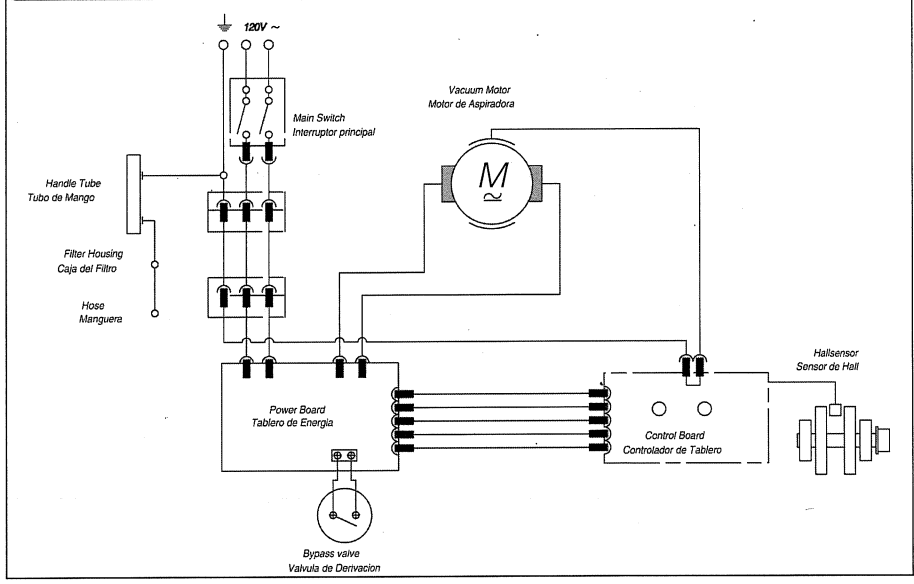 120V ~
Vacuum Motor
Motor de Aspiradora
Main Switch
Interruptor principal
M
~
Handle Tube
Tubo de Mango
Filter Housing
Caja del Filtro
Hose
Manguera
Hallsensor
Sensor de Hall
Power Board
Tablero de Energia
Control Board
Controlador de Tablero
Bypass valve
Valvula de Derivacion